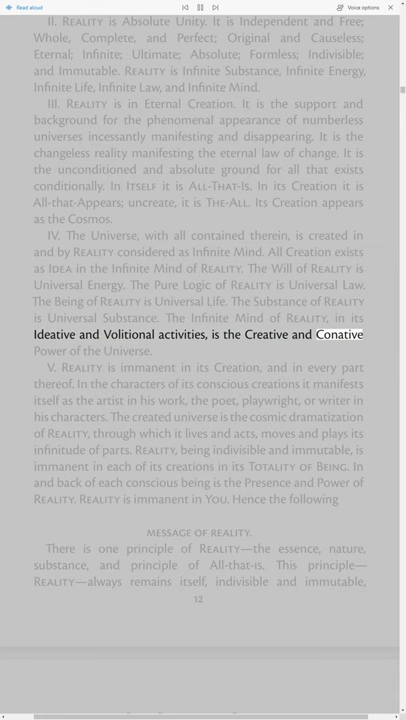 Read aloud
Voice options
II. REALITY is Absolute Unity. It is Independent and Free;
Whole, Complete, and Perfect; Original and Causeless;
Eternal; Infinite; Ultimate; Absolute; Formless; Indivisible;
and Immutable. REALITY is Infinite Substance, Infinite Energy,
Infinite Life, Infinite Law, and Infinite Mind.
III. REALITY is in Eternal Creation. It is the support and
background for the phenomenal appearance of numberless
universes incessantly manifesting and disappearing. It is the
changeless reality manifesting the eternal law of change. It is
the unconditioned and absolute ground for all that exists
conditionally. In ITSELF it is ALL-THAT-IS. In its Creation it is
All-that-Appears; uncreate, it is THE-ALL. Its Creation appears
as the Cosmos.
IV. The Universe, with all contained therein, is created in
and by REALITY considered as Infinite Mind. All Creation exists
as IDEA in the Infinite Mind of REALITY. The Will of REALITY is
Universal Energy. The Pure Logic of REALITY is Universal Law.
The Being of REALITY is Universal Life. The Substance of REALITY
is Universal Substance. The Infinite Mind of REALITY, in its
Ideative and Volitional activities, is the Creative and Conative
Power of the Universe.
V. REALITY is immanent in its Creation, and in every part
thereof. In the characters of its conscious creations it manifests
itself as the artist in his work, the poet, playwright, or writer in
his characters. The created universe is the cosmic dramatization
of REALITY, through which it lives and acts, moves and plays its
infinitude of parts. REALITY, being indivisible and immutable, is
immanent in each of its creations in its TOTALITY OF BEING. In
and back of each conscious being is the Presence and Power of
REALITY. REALITY is immanent in YOU. Hence the following
MESSAGE OF REALITY.
There is one principle of REALITY—the essence, nature,
substance, and principle of All-that-is. This principle—
REALITY—always remains itself, indivisible and immutable,
12